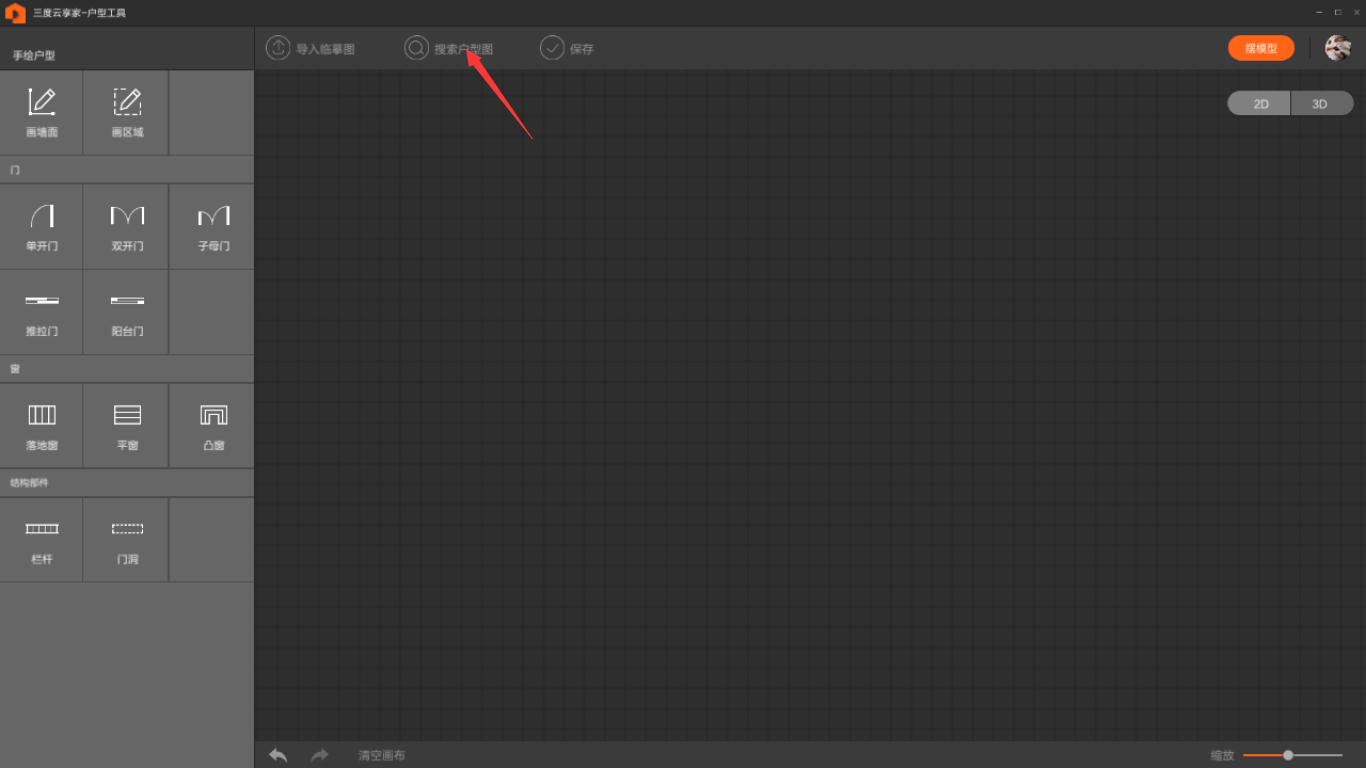 三度云享家-户型工具
手绘户型
导入临摹图
搜索户型图
保存
摆模型
2D
3D
画墙面
画区域
门
单开门
双开门
子母门
推拉门
阳台门
窗
落地窗
平窗
凸窗
结构部件
栏杆
门洞
清空画布
缩放